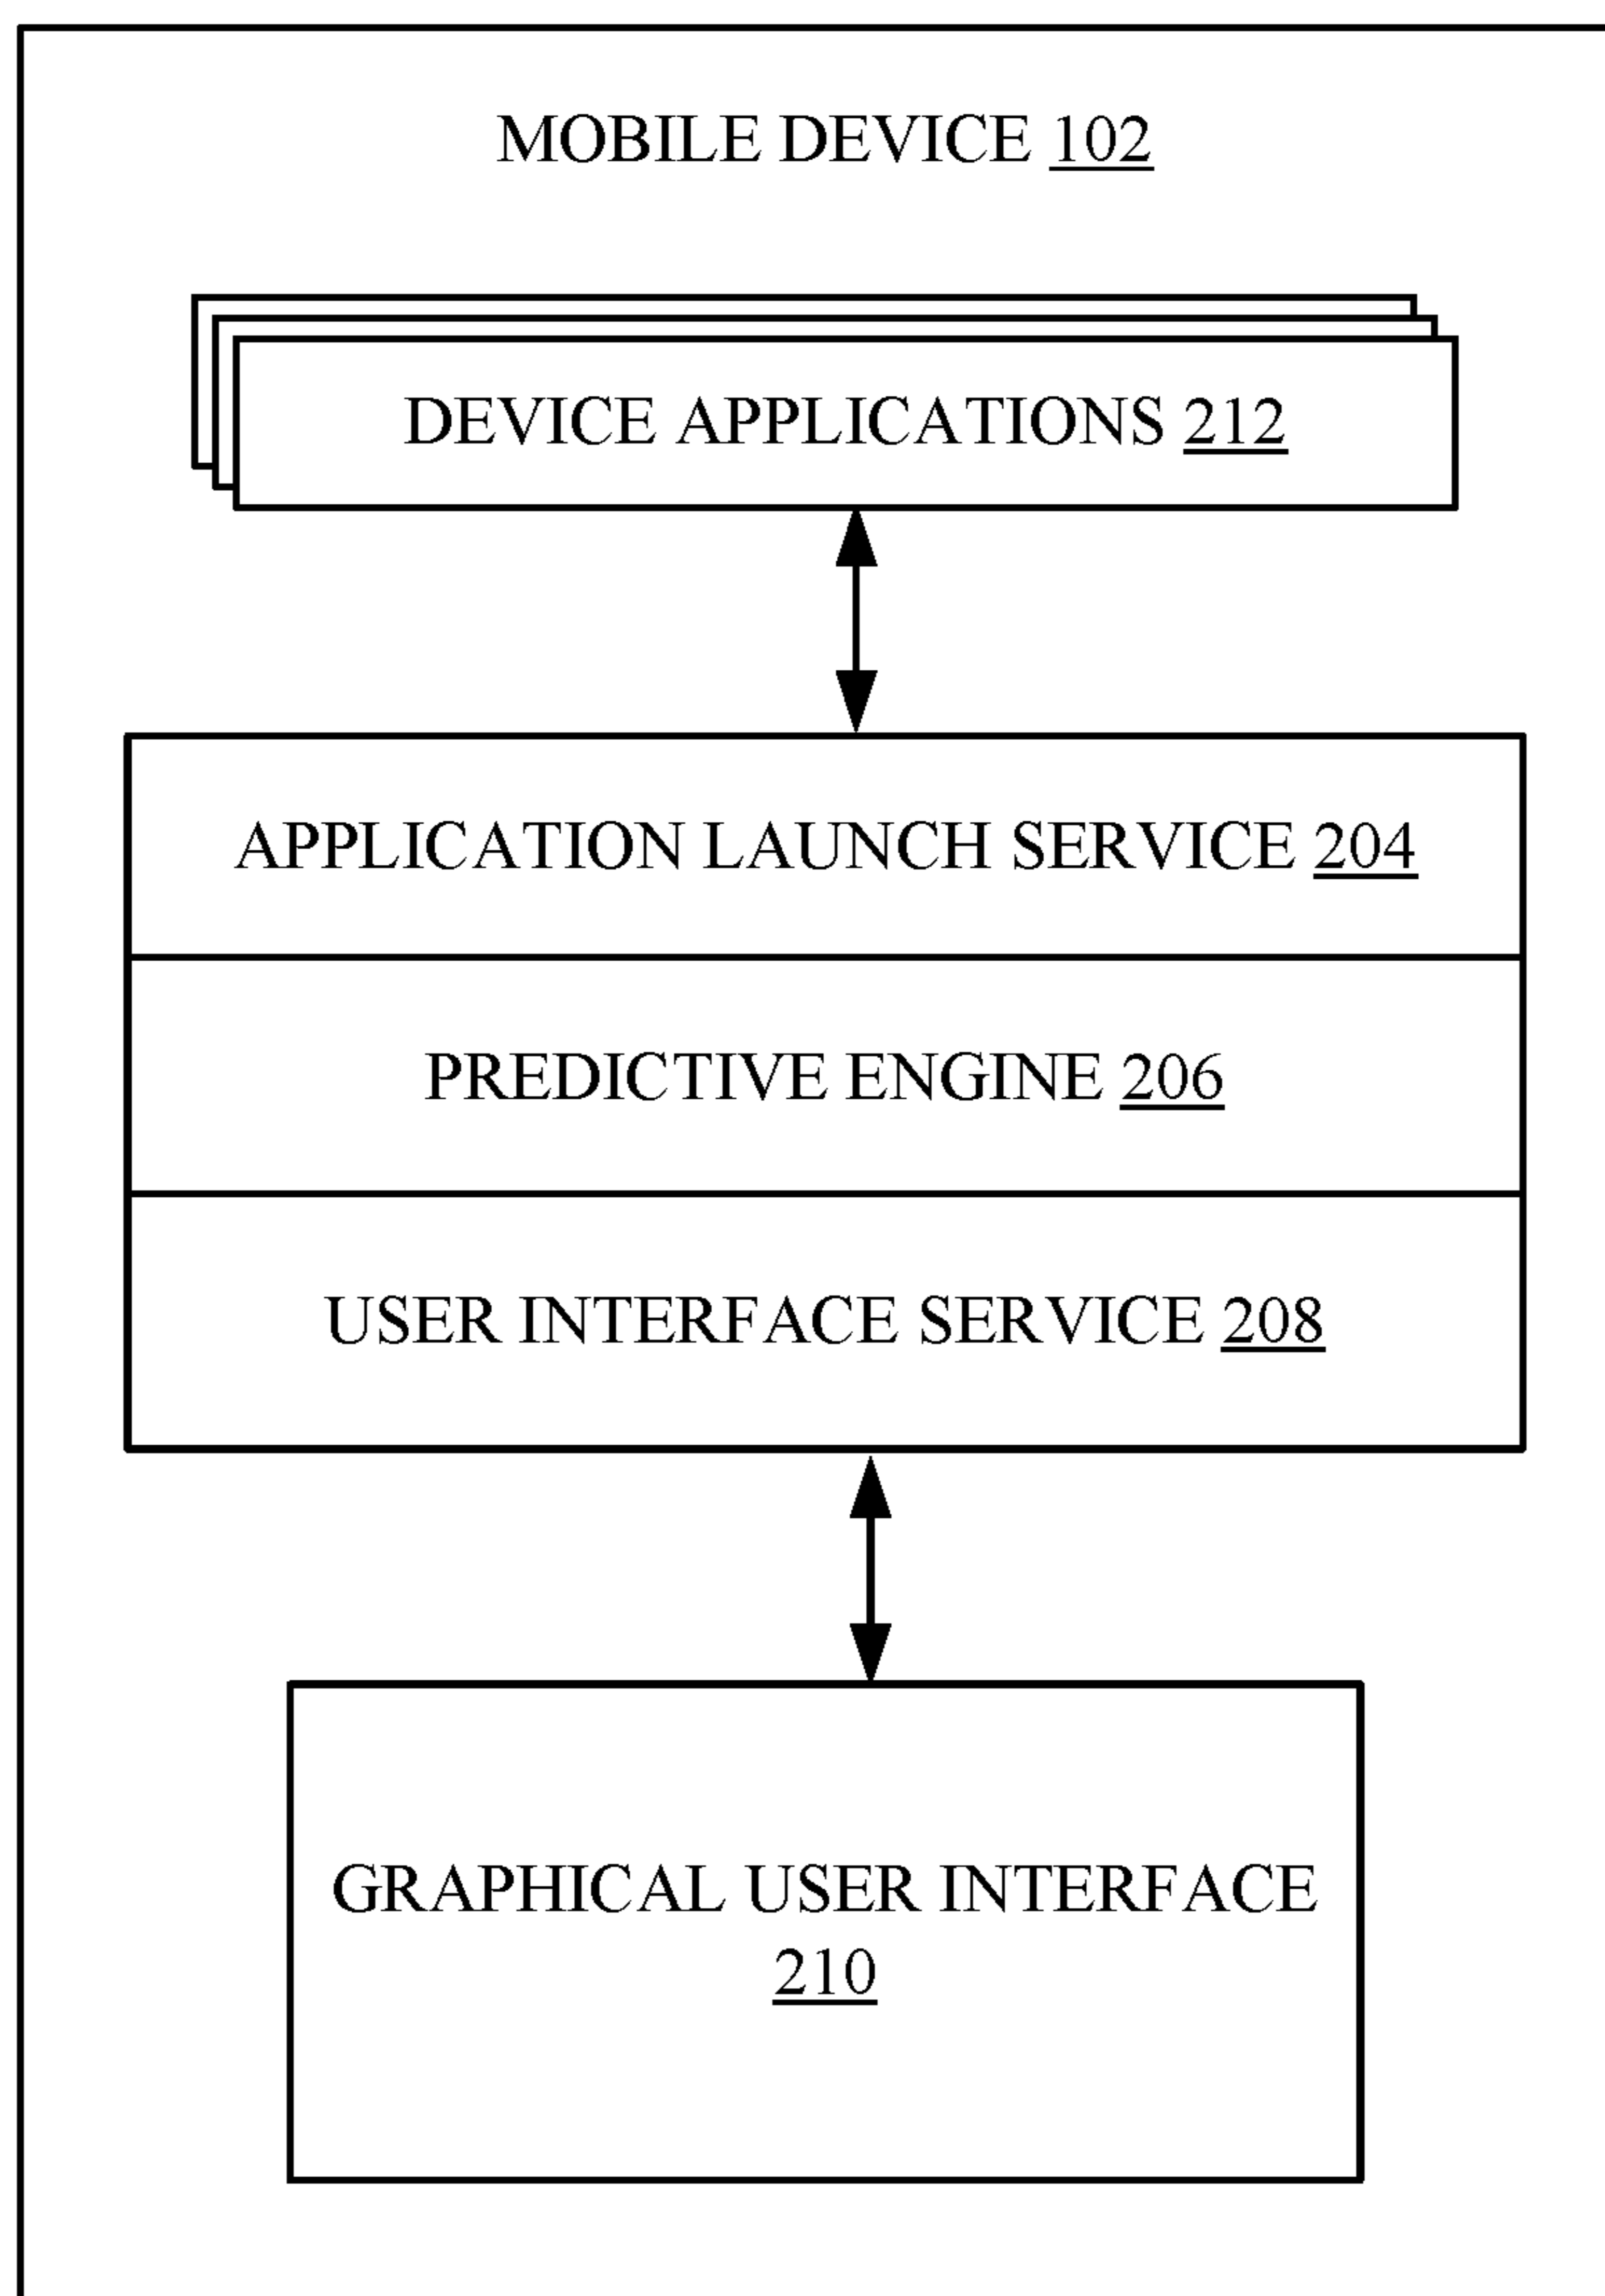 MOBILE DEVICE 102
DEVICE APPLICATIONS 212
APPLICATION LAUNCH SERVICE 204
PREDICTIVE ENGINE 206
USER INTERFACE SERVICE 208
GRAPHICAL USER INTERFACE
210